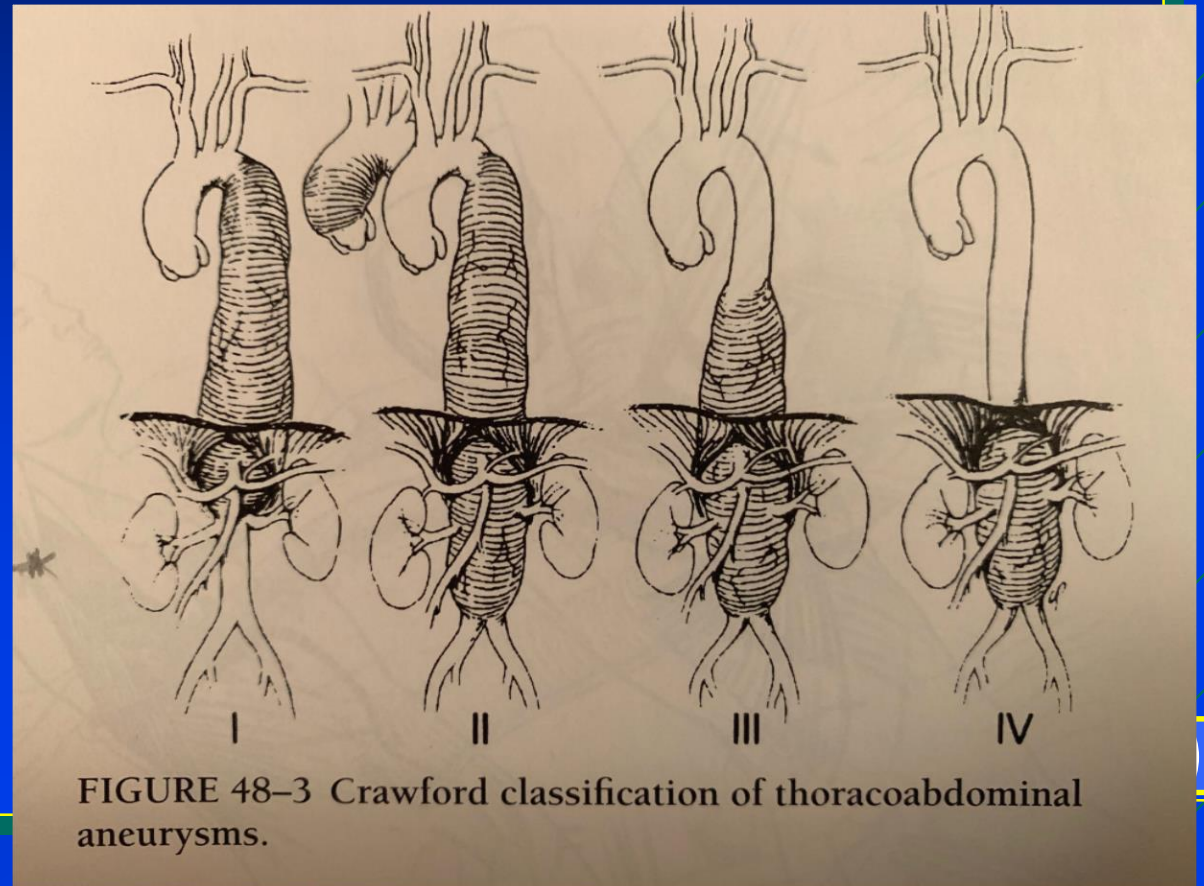 I II III IV
FIGURE 48–3 Crawford classification of thoracoabdominal
aneurysms.